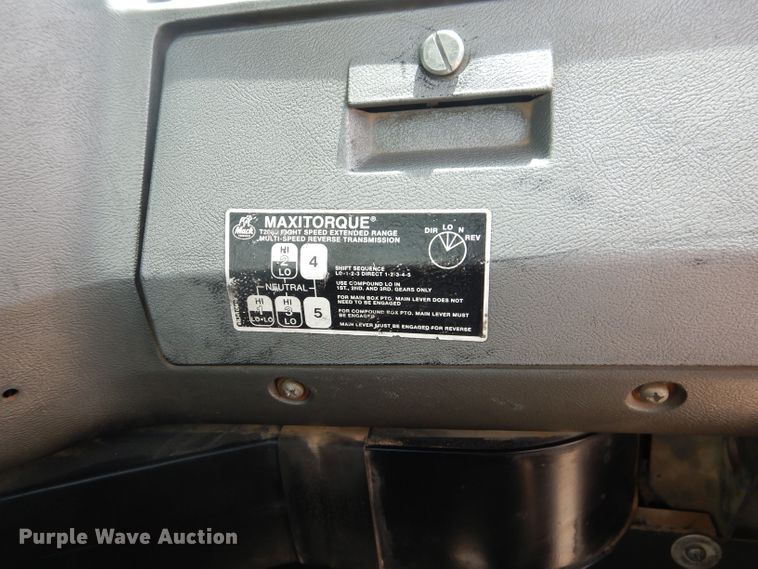 Mack
MAXITORQUE®
EIGHT SPEED EXTENDED RANGE
MULTI-SPEED REVERSE TRANSMISSION
DIR LO N REV
HI
2
LO
4
NEUTRAL
HI
1
LO-LO
HI
3
LO
5
SHIFT SEQUENCE
LO-1-2-3 DIRECT 1-2-3-4-5
USE COMPOUND LO IN
1ST., 2ND. AND 3RD. GEARS ONLY
FOR MAIN BOX PTO. MAIN LEVER DOES NOT
NEED TO BE ENGAGED
FOR COMPOUND BOX PTO. MAIN LEVER MUST
BE ENGAGED
MAIN LEVER MUST BE ENGAGED FOR REVERSE
Purple Wave Auction